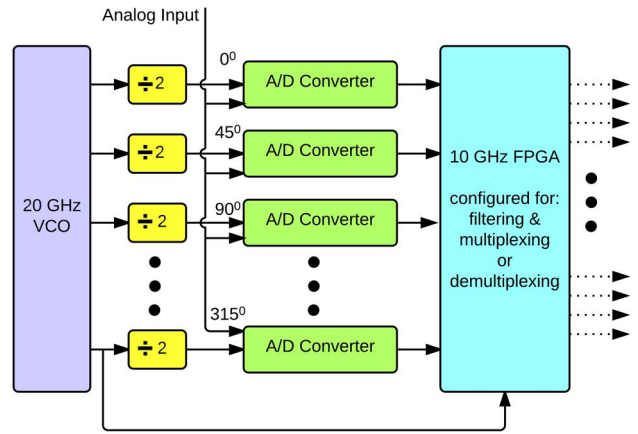 Analog Input
0⁰
÷2
A/D Converter
45⁰
÷2
A/D Converter
20 GHz
VCO
90⁰
÷2
A/D Converter
10 GHz FPGA
configured for:
filtering &
multiplexing
or
demultiplexing
315⁰
÷2
A/D Converter